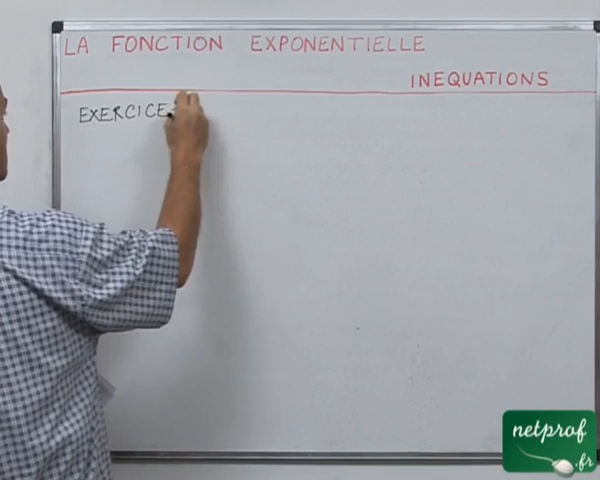 LA FONCTION EXPONENTIELLE
INEQUATIONS
EXERCICE
netprof
.fr